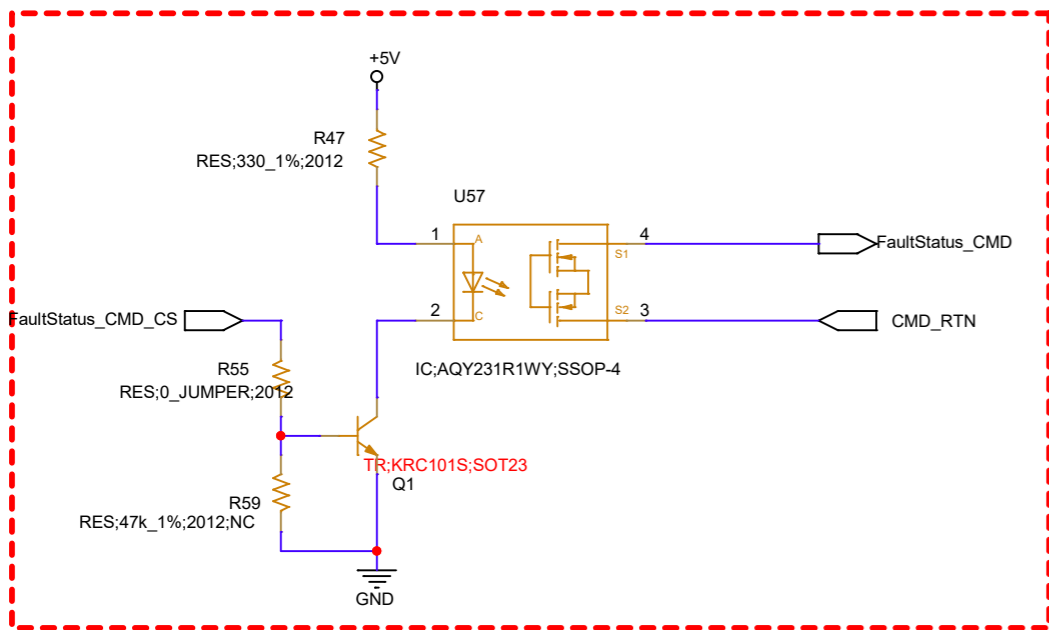 +5V
R47
RES;330_1%;2012
U57
1
A
4
S1
FaultStatus_CMD
2
C
S2
3
CMD_RTN
FaultStatus_CMD_CS
R55
RES;0_JUMPER;2012
IC;AQY231R1WY;SSOP-4
TR;KRC101S;SOT23
Q1
R59
RES;47k_1%;2012;NC
GND